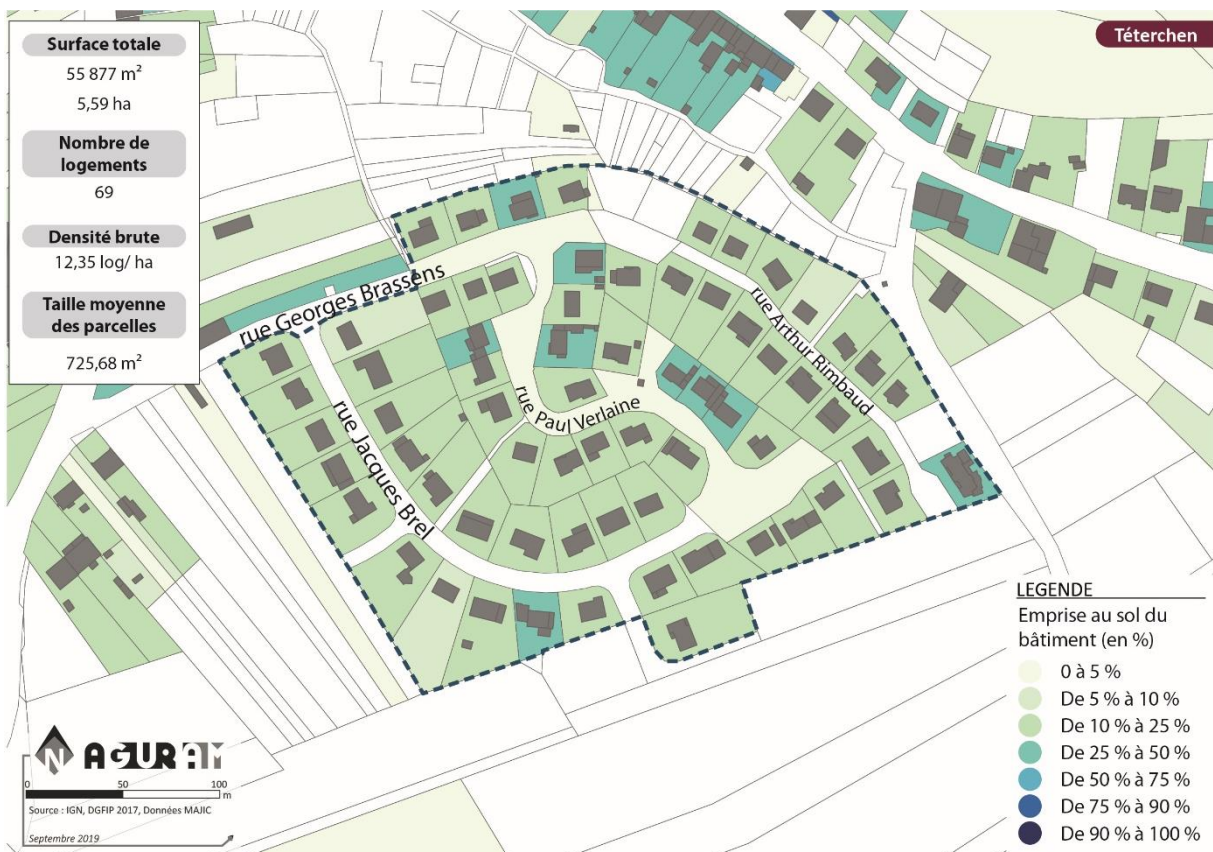 Surface totale
55 877 m²
5,59 ha
Nombre de
logements
69
Densité brute
12,35 log/ ha
Taille moyenne
des parcelles
725,68 m²
Téterchen
rue Georges Brassens
rue Jacques Brel
rue Paul Verlaine
rue Arthur Rimbaud
LEGENDE
Emprise au sol du
bâtiment (en %)
0 à 5 %
De 5 % à 10 %
De 10 % à 25 %
De 25 % à 50 %
De 50 % à 75 %
De 75 % à 90 %
De 90 % à 100 %
N AGURAM
0 50 100
m
Source : IGN, DGFIP 2017, Données MAJIC
Septembre 2019